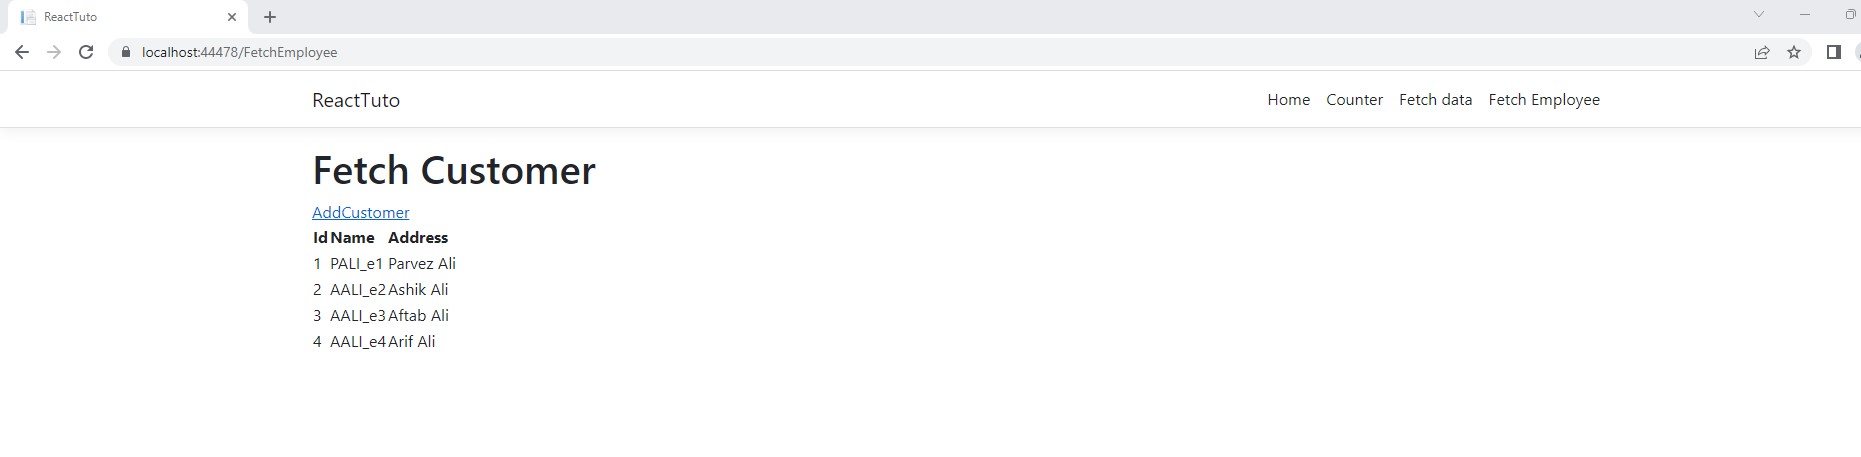 ReactTuto
localhost:44478/FetchEmployee
ReactTuto Home Counter Fetch data Fetch Employee
Fetch Customer
AddCustomer
Id Name Address
1 PALI_e1 Parvez Ali
2 AALI_e2 Ashik Ali
3 AALI_e3 Aftab Ali
4 AALI_e4 Arif Ali